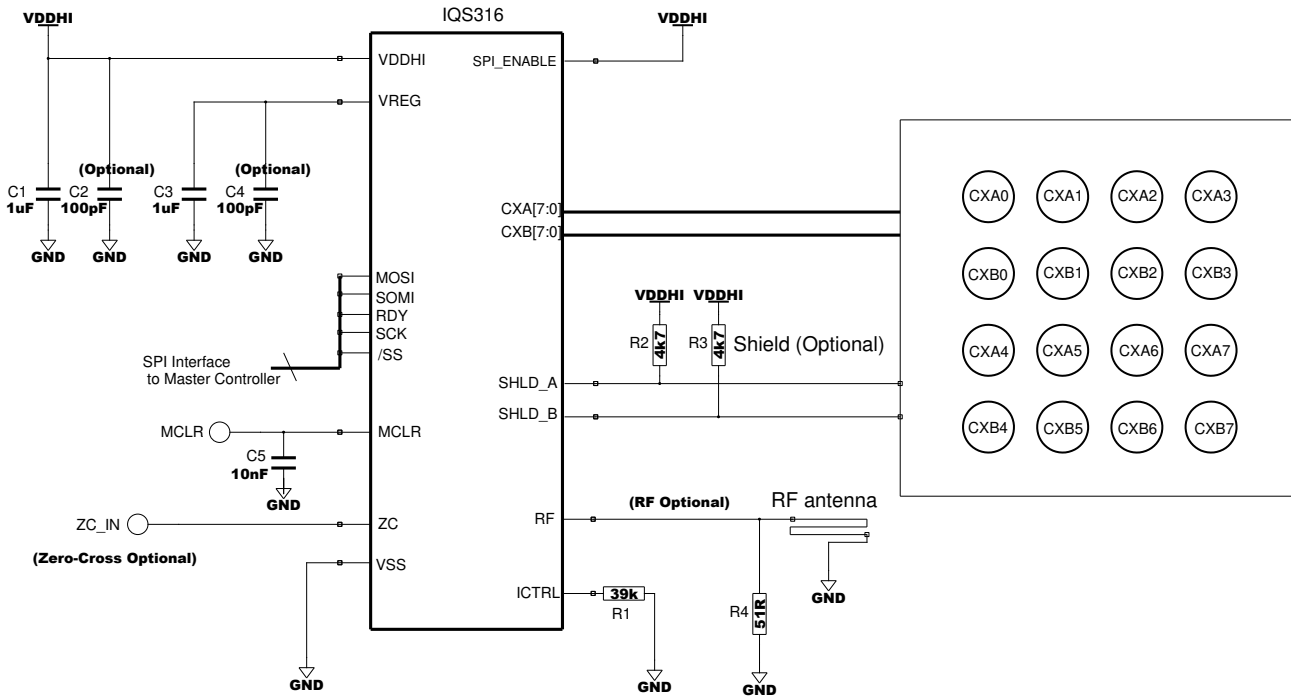 IQS316
VDDHI
VDDHI
VDDHI
SPI_ENABLE
VREG
(Optional)
(Optional)
C1
1uF
C2
100pF
C3
1uF
C4
100pF
GND
GND
GND
GND
CXA[7:0]
CXB[7:0]
CXA0
CXA1
CXA2
CXA3
CXB0
CXB1
CXB2
CXB3
CXA4
CXA5
CXA6
CXA7
CXB4
CXB5
CXB6
CXB7
MOSI
SOMI
RDY
SCK
/SS
SPI Interface
to Master Controller
VDDHI
VDDHI
R2
4k7
R3
4k7
Shield (Optional)
SHLD_A
SHLD_B
MCLR
MCLR
C5
10nF
GND
ZC_IN
ZC
(Zero-Cross Optional)
VSS
GND
RF
(RF Optional)
RF antenna
GND
ICTRL
39k
R1
GND
R4
51R
GND